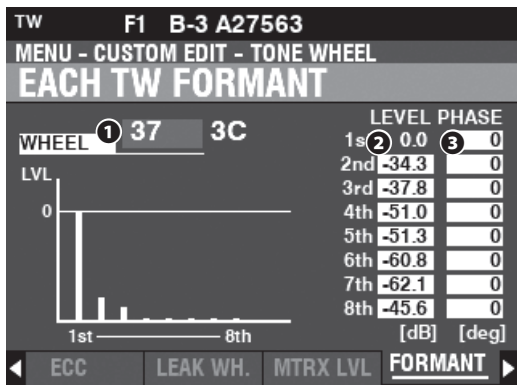 TW F1 B-3 A27563
MENU - CUSTOM EDIT - TONE WHEEL
EACH TW FORMANT
LEVEL PHASE
WHEEL 1 37 3C
1s 2 0.0 3 0
2nd -34.3 0
LVL
3rd -37.8 0
0
4th -51.0 0
5th -51.3 0
6th -60.8 0
7th -62.1 0
8th -45.6 0
1st 8th
[dB] [deg]
ECC LEAK WH. MTRX LVL FORMANT